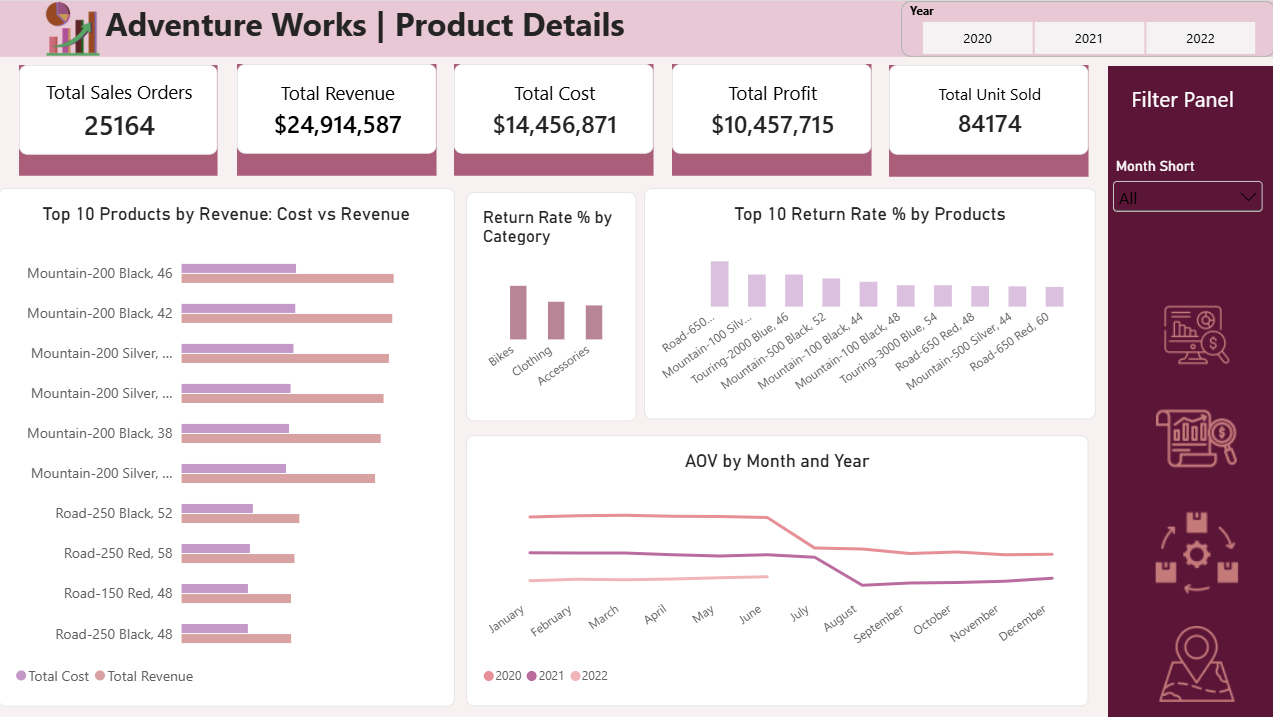 Adventure Works | Product Details
Year
2020
2021
2022
Total Sales Orders
25164
Total Revenue
$24,914,587
Total Cost
$14,456,871
Total Profit
$10,457,715
Total Unit Sold
84174
Filter Panel
Month Short
All
Top 10 Products by Revenue: Cost vs Revenue
Mountain-200 Black, 46
Mountain-200 Black, 42
Mountain-200 Silver, ...
Mountain-200 Silver, ...
Mountain-200 Black, 38
Mountain-200 Silver, ...
Road-250 Black, 52
Road-250 Red, 58
Road-150 Red, 48
Road-250 Black, 48
Total Cost
Total Revenue
Return Rate % by
Category
Bikes
Clothing
Accessories
Top 10 Return Rate % by Products
Road-650...
Mountain-100 Silv...
Touring-2000 Blue, 46
Mountain-500 Black, 52
Mountain-100 Black, 44
Mountain-100 Black, 48
Touring-3000 Blue, 54
Road-650 Red, 48
Mountain-500 Silver, 44
Road-650 Red, 60
AOV by Month and Year
January
February
March
April
May
June
July
August
September
October
November
December
2020
2021
2022